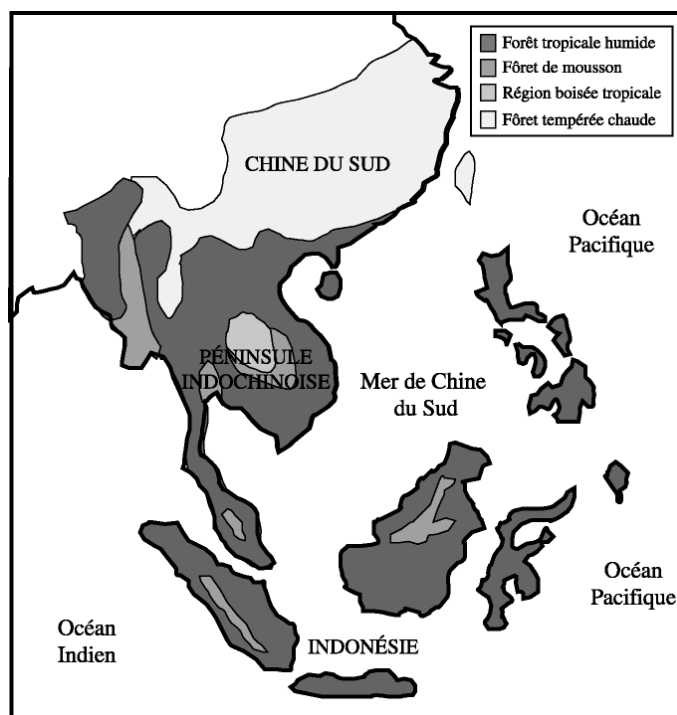 Forêt tropicale humide
Fôret de mousson
Région boisée tropicale
Fôret tempérée chaude
CHINE DU SUD
Océan
Pacifique
PÉNINSULE
INDOCHINOISE
Mer de Chine
du Sud
Océan
Pacifique
Océan
Indien
INDONÉSIE